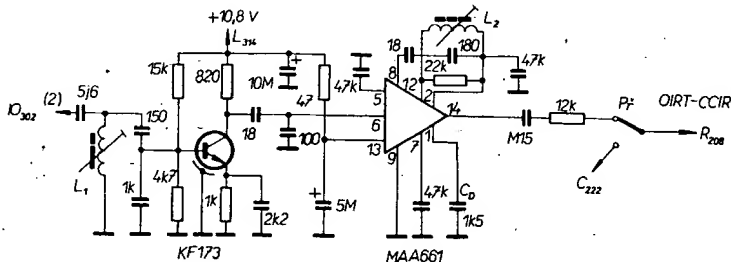 +10,8 V
L314
L2
5j6
15k
820
10M
18
180
22k
47k
IO302
(2)
150
47
47k
8
12
2
5
6
13
14
9
7
1
12k
Př
OIRT-CCIR
R208
L1
18
100
M15
C222
1k
4k7
1k
2k2
5M
47k
CD
1k5
KF173
MAA661